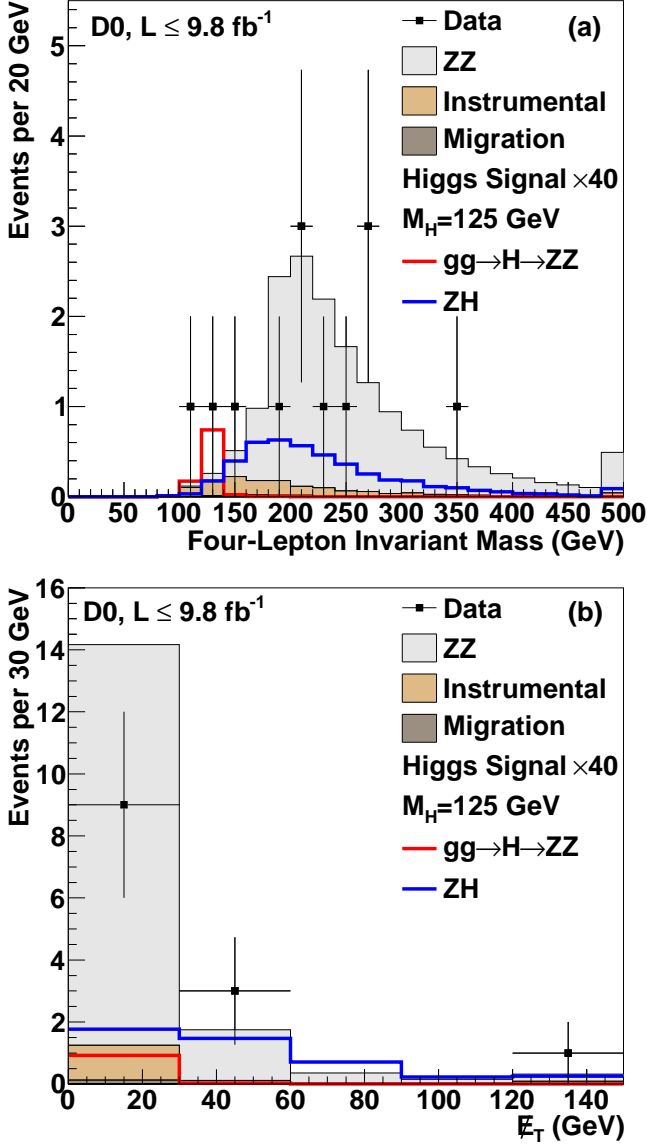 D0, L ≤ 9.8 fb⁻¹
(a)
Data
ZZ
Instrumental
Migration
Higgs Signal ×40
M_H=125 GeV
gg→H→ZZ
ZH
Events per 20 GeV
5
4
3
2
1
0
0 50 100 150 200 250 300 350 400 450 500
Four-Lepton Invariant Mass (GeV)
D0, L ≤ 9.8 fb⁻¹
(b)
Data
ZZ
Instrumental
Migration
Higgs Signal ×40
M_H=125 GeV
gg→H→ZZ
ZH
Events per 30 GeV
16
14
12
10
8
6
4
2
0
0 20 40 60 80 100 120 140
E̸_T (GeV)